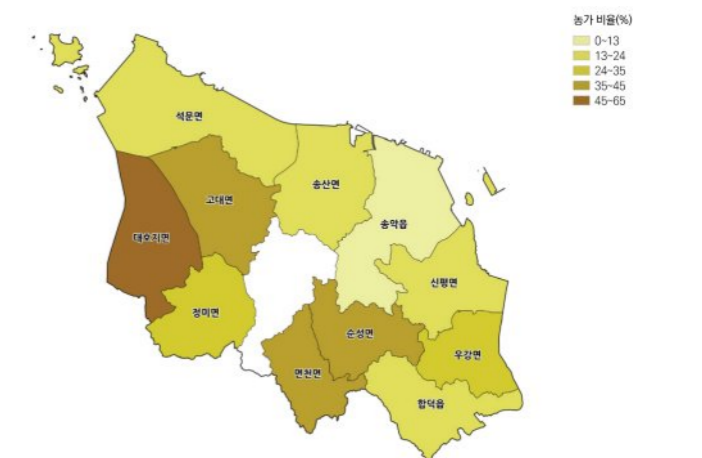 농가 비율(%)
0~13
13~24
24~35
35~45
45~65
석문면
고대면
송산면
송악읍
대호지면
신평면
정미면
순성면
우강면
면천면
합덕읍